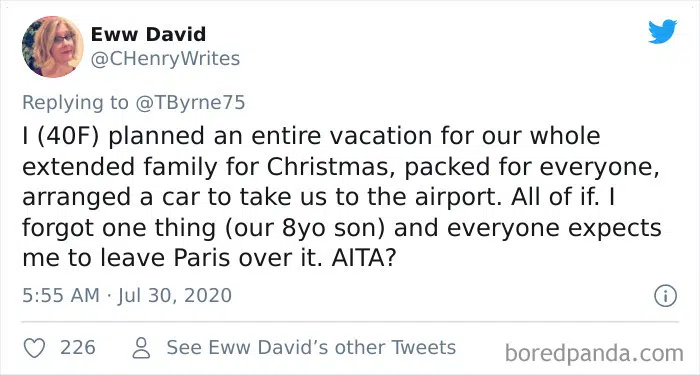 Eww David
@CHenryWrites
Replying to @TByrne75
I (40F) planned an entire vacation for our whole
extended family for Christmas, packed for everyone,
arranged a car to take us to the airport. All of if. I
forgot one thing (our 8yo son) and everyone expects
me to leave Paris over it. AITA?
5:55 AM · Jul 30, 2020
226 See Eww David’s other Tweets
boredpanda.com